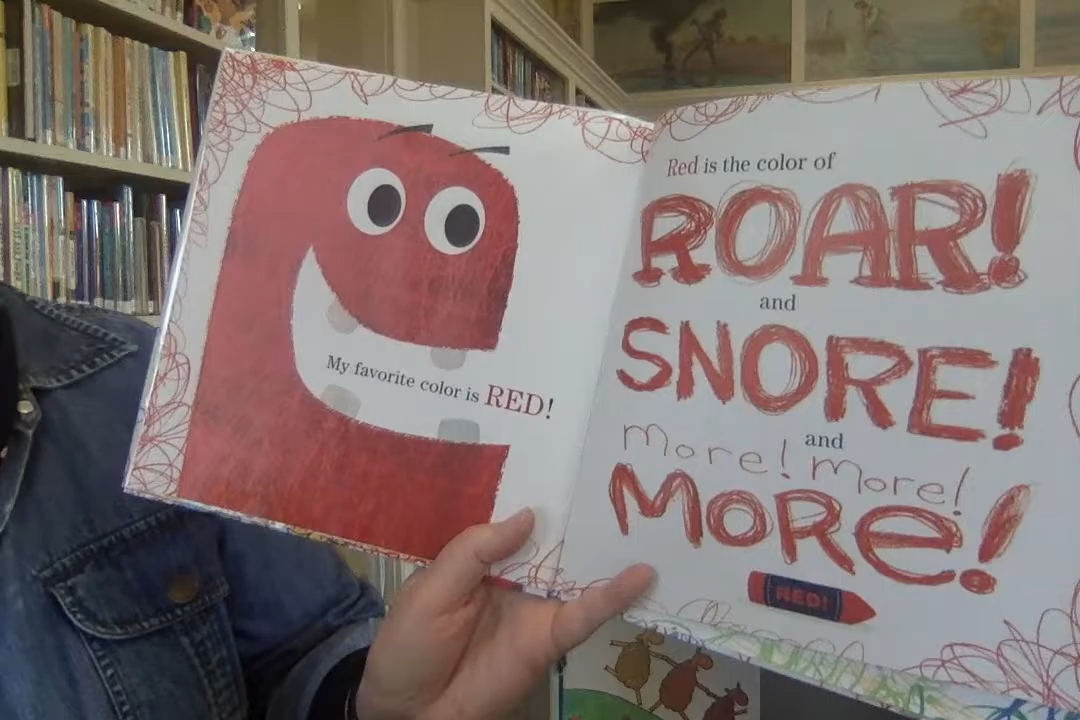 My favorite color is RED!
Red is the color of
ROAR!
and
SNORE!
and
More! More!
MORe!
RED!